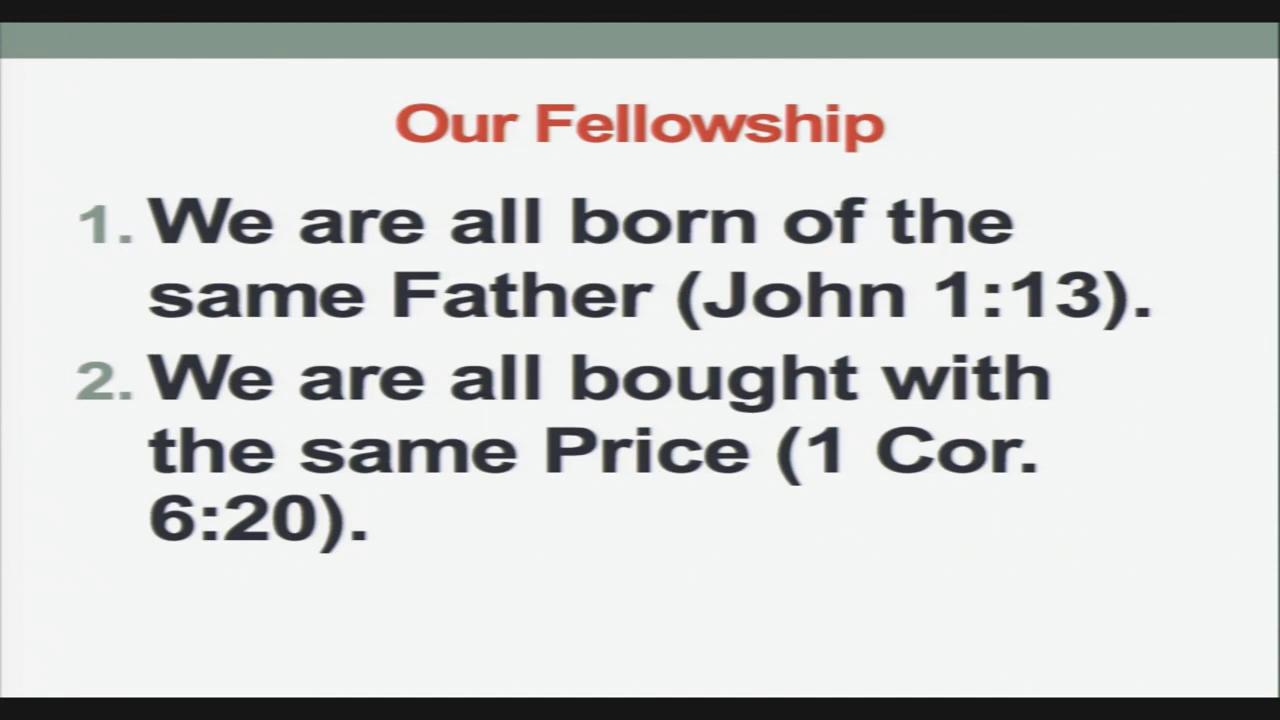 Our Fellowship
1. We are all born of the
same Father (John 1:13).
2. We are all bought with
the same Price (1 Cor.
6:20).